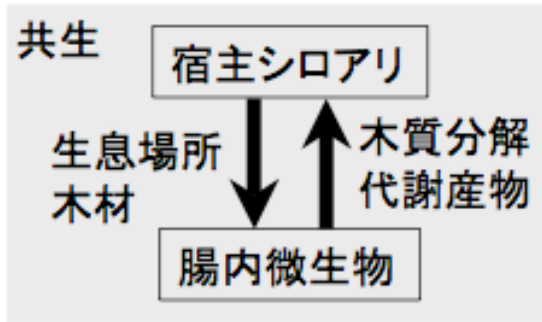 共生
宿主シロアリ
生息場所
木材
木質分解
代謝産物
腸内微生物